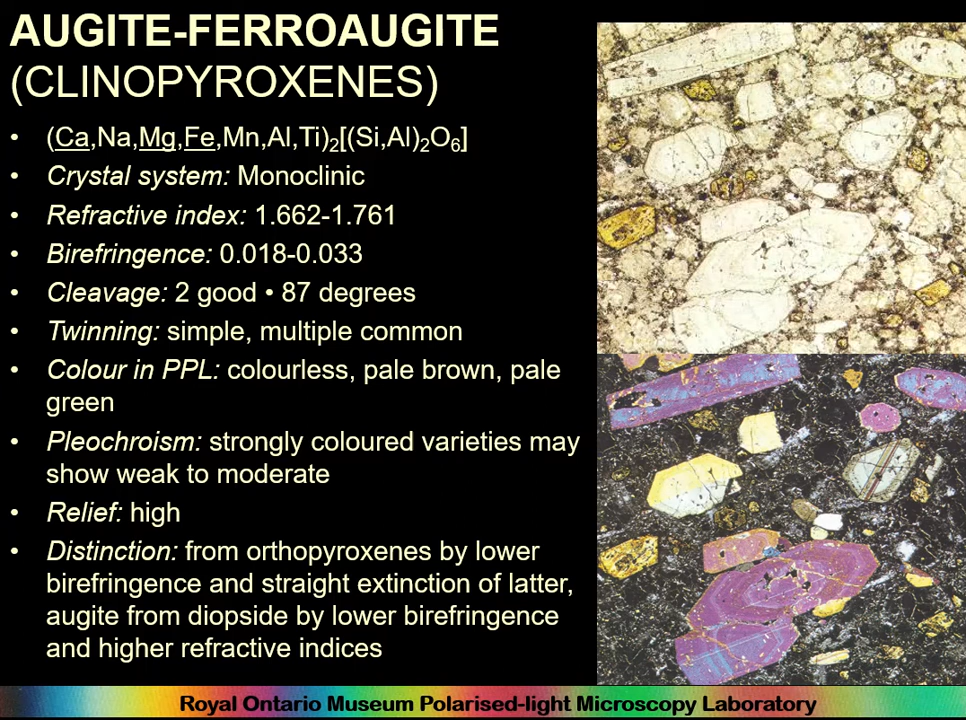 AUGITE-FERROAUGITE
(CLINOPYROXENES)
• (Ca,Na,Mg,Fe,Mn,Al,Ti)₂[(Si,Al)₂O₆]
• Crystal system: Monoclinic
• Refractive index: 1.662-1.761
• Birefringence: 0.018-0.033
• Cleavage: 2 good • 87 degrees
• Twinning: simple, multiple common
• Colour in PPL: colourless, pale brown, pale
green
• Pleochroism: strongly coloured varieties may
show weak to moderate
• Relief: high
• Distinction: from orthopyroxenes by lower
birefringence and straight extinction of latter,
augite from diopside by lower birefringence
and higher refractive indices
Royal Ontario Museum Polarised-light Microscopy Laboratory